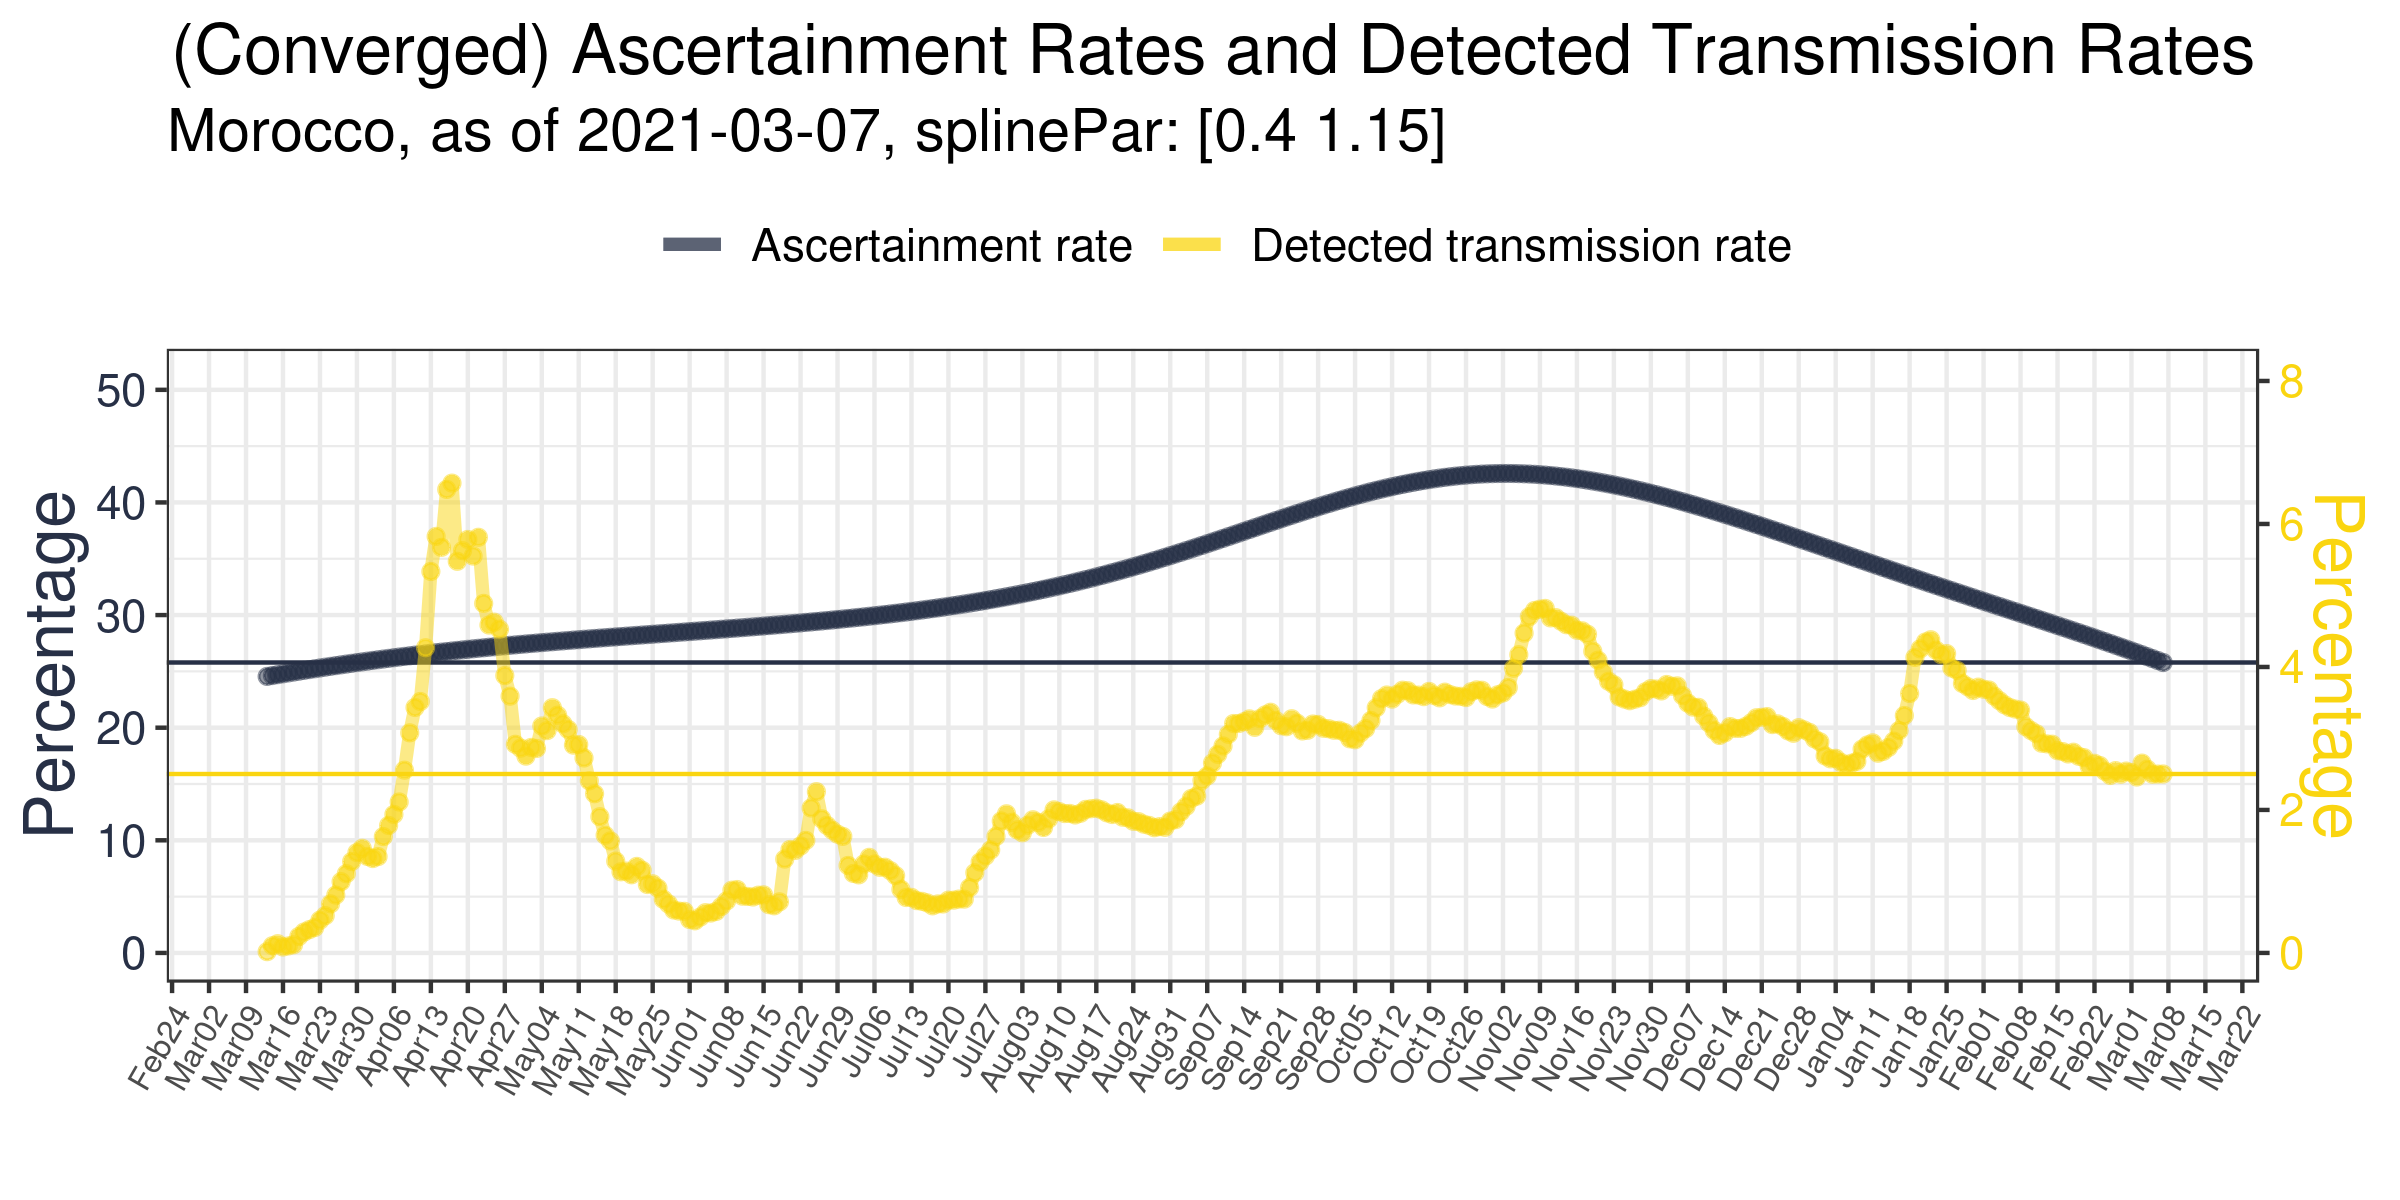 (Converged) Ascertainment Rates and Detected Transmission Rates
Morocco, as of 2021-03-07, splinePar: [0.4 1.15]
Ascertainment rate
Detected transmission rate
Percentage
50
40
30
20
10
0
8
6
4
2
0
Percentage
Feb24
Mar02
Mar09
Mar16
Mar23
Mar30
Apr06
Apr13
Apr20
Apr27
May04
May11
May18
May25
Jun01
Jun08
Jun15
Jun22
Jun29
Jul06
Jul13
Jul20
Jul27
Aug03
Aug10
Aug17
Aug24
Aug31
Sep07
Sep14
Sep21
Sep28
Oct05
Oct12
Oct19
Oct26
Nov02
Nov09
Nov16
Nov23
Nov30
Dec07
Dec14
Dec21
Dec28
Jan04
Jan11
Jan18
Jan25
Feb01
Feb08
Feb15
Feb22
Mar01
Mar08
Mar15
Mar22